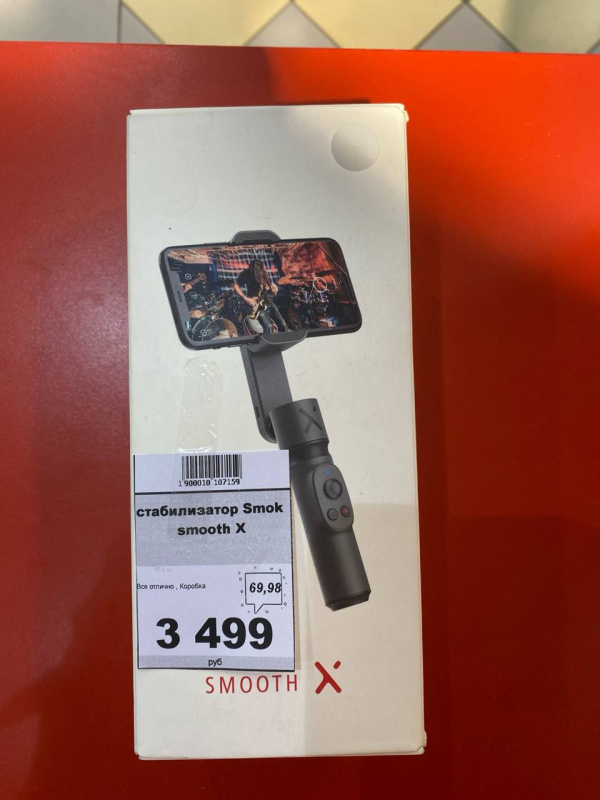 1 900010 107159
стабилизатор Smok
smooth X
Все отлично , Коробка
69,98
3 499
руб
SMOOTH X